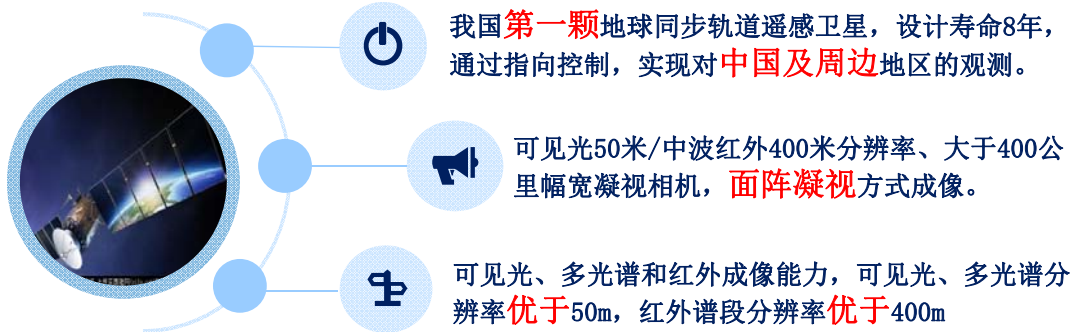 我国第一颗地球同步轨道遥感卫星，设计寿命8年，
通过指向控制，实现对中国及周边地区的观测。
可见光50米/中波红外400米分辨率、大于400公
里幅宽凝视相机，面阵凝视方式成像。
可见光、多光谱和红外成像能力，可见光、多光谱分
辨率优于50m，红外谱段分辨率优于400m